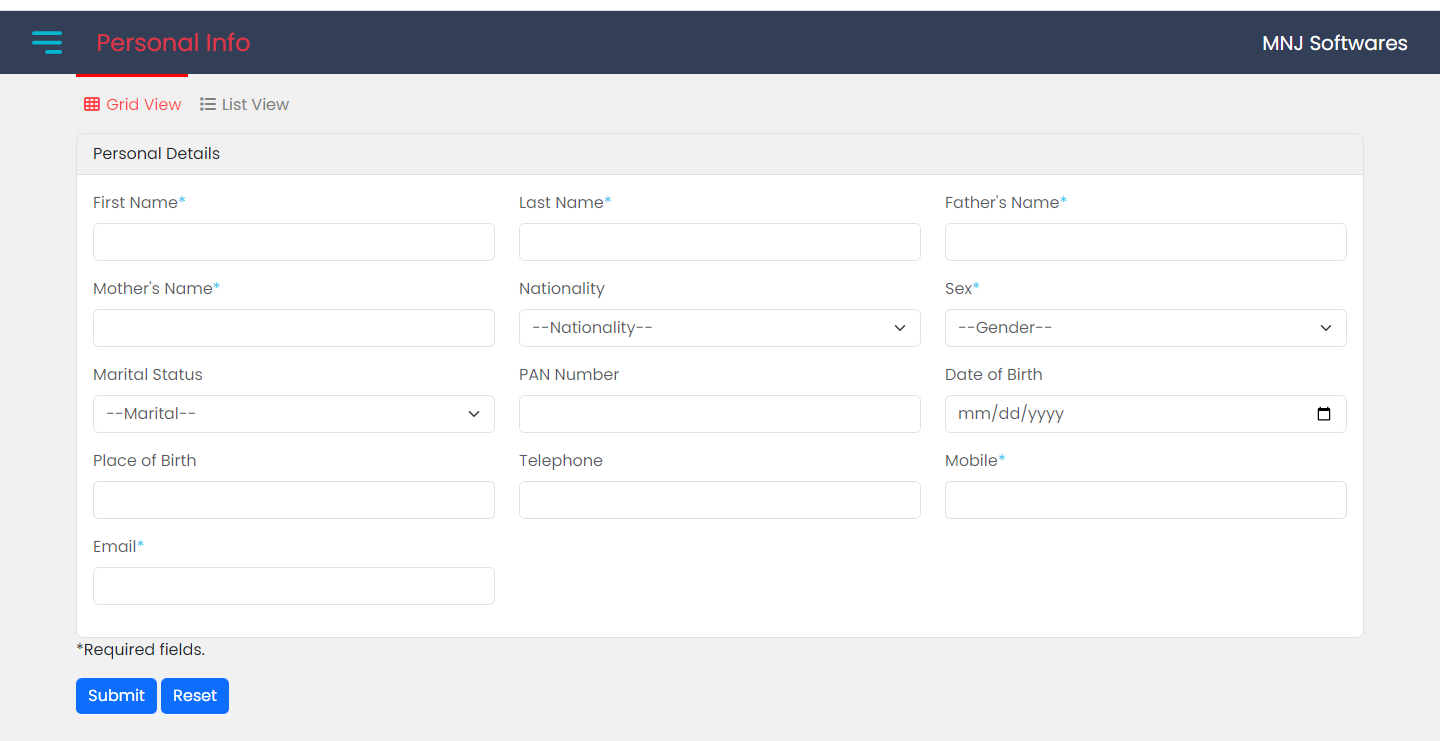 Personal Info
MNJ Softwares
Grid View
List View
Personal Details
First Name*
Last Name*
Father's Name*
Mother's Name*
Nationality
Sex*
--Nationality--
--Gender--
Marital Status
PAN Number
Date of Birth
--Marital--
mm/dd/yyyy
Place of Birth
Telephone
Mobile*
Email*
*Required fields.
Submit
Reset